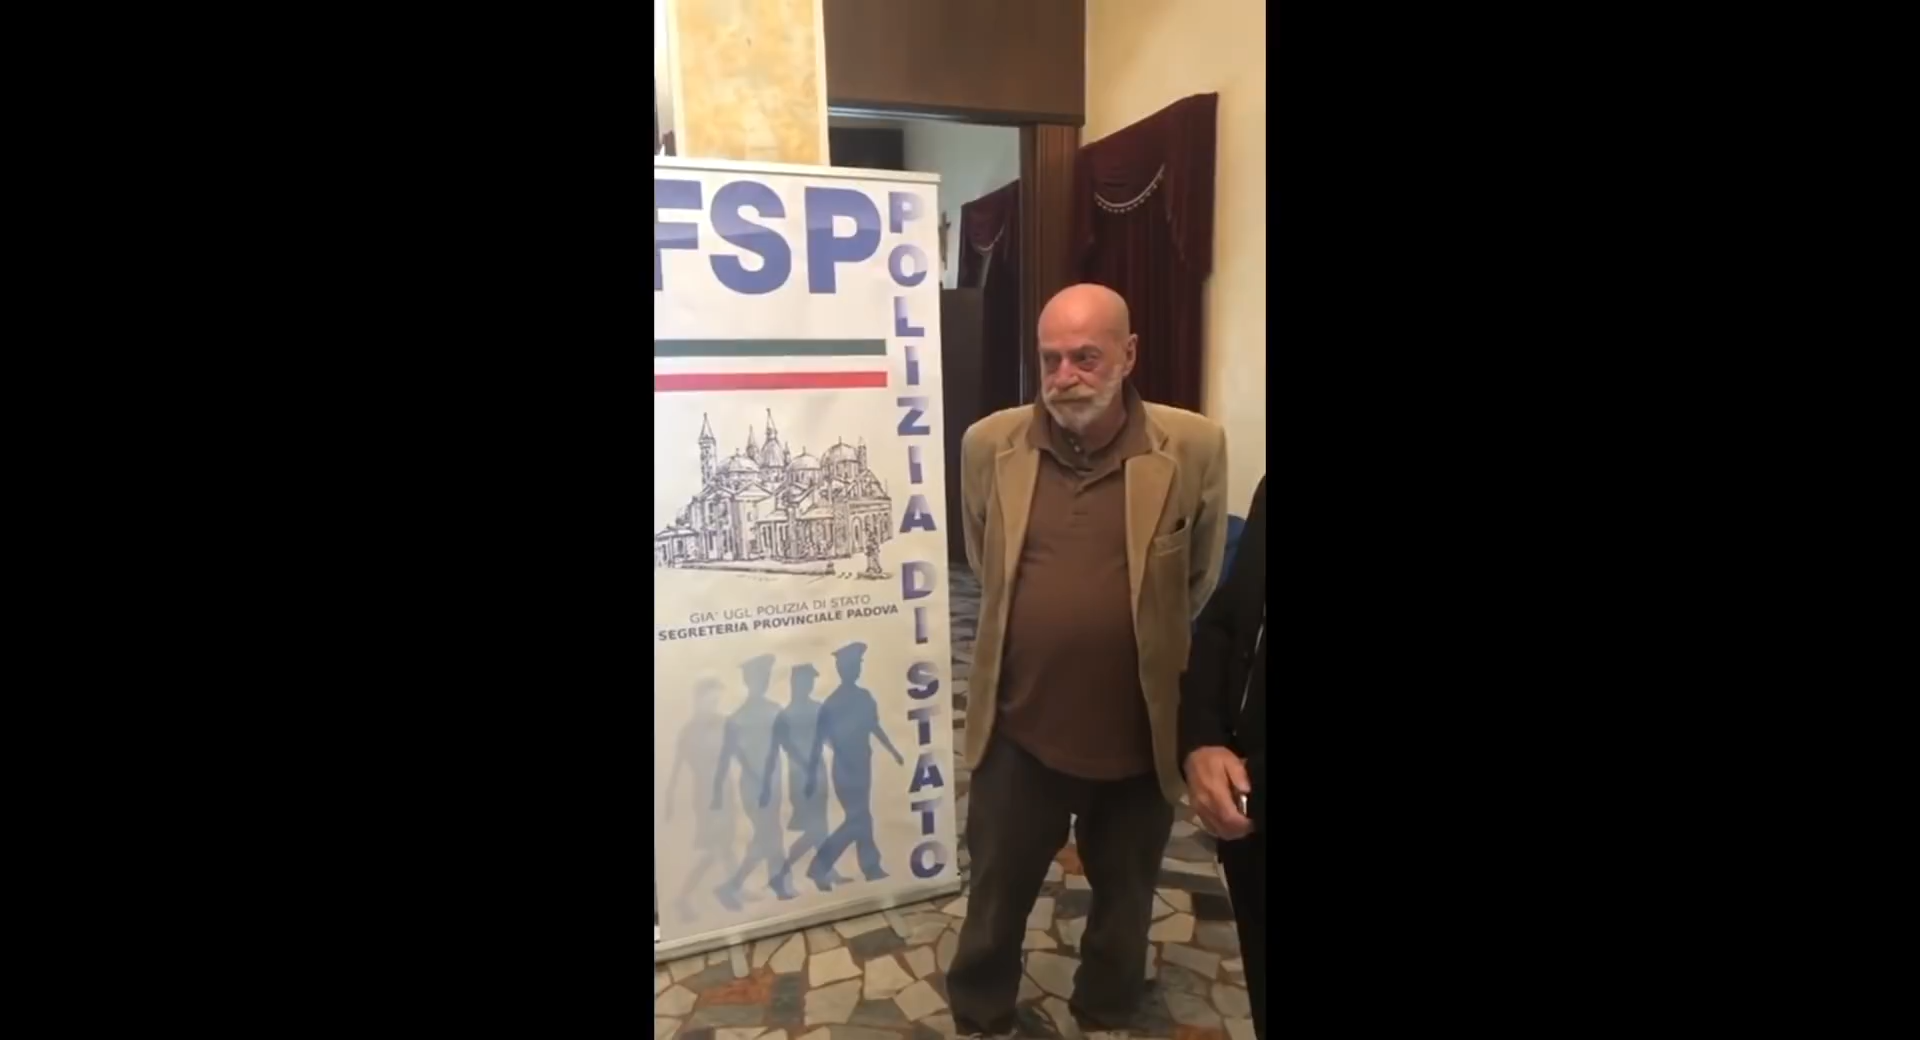 FSP
POLIZIA DI STATO
GIA' UGL POLIZIA DI STATO
SEGRETERIA PROVINCIALE PADOVA